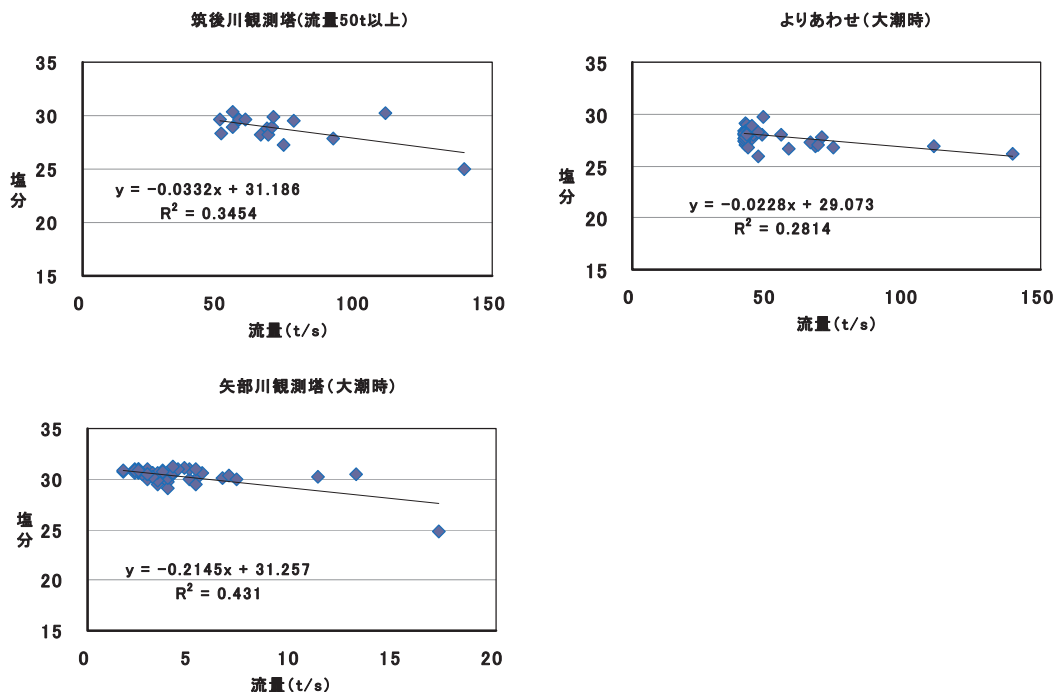 筑後川観測塔(流量50t以上)
35
30
25
20
15
塩分
y = -0.0332x + 31.186
R² = 0.3454
0 50 100 150
流量(t/s)
よりあわせ(大潮時)
35
30
25
20
15
塩分
y = -0.0228x + 29.073
R² = 0.2814
0 50 100 150
流量(t/s)
矢部川観測塔(大潮時)
35
30
25
20
15
塩分
y = -0.2145x + 31.257
R² = 0.431
0 5 10 15 20
流量(t/s)